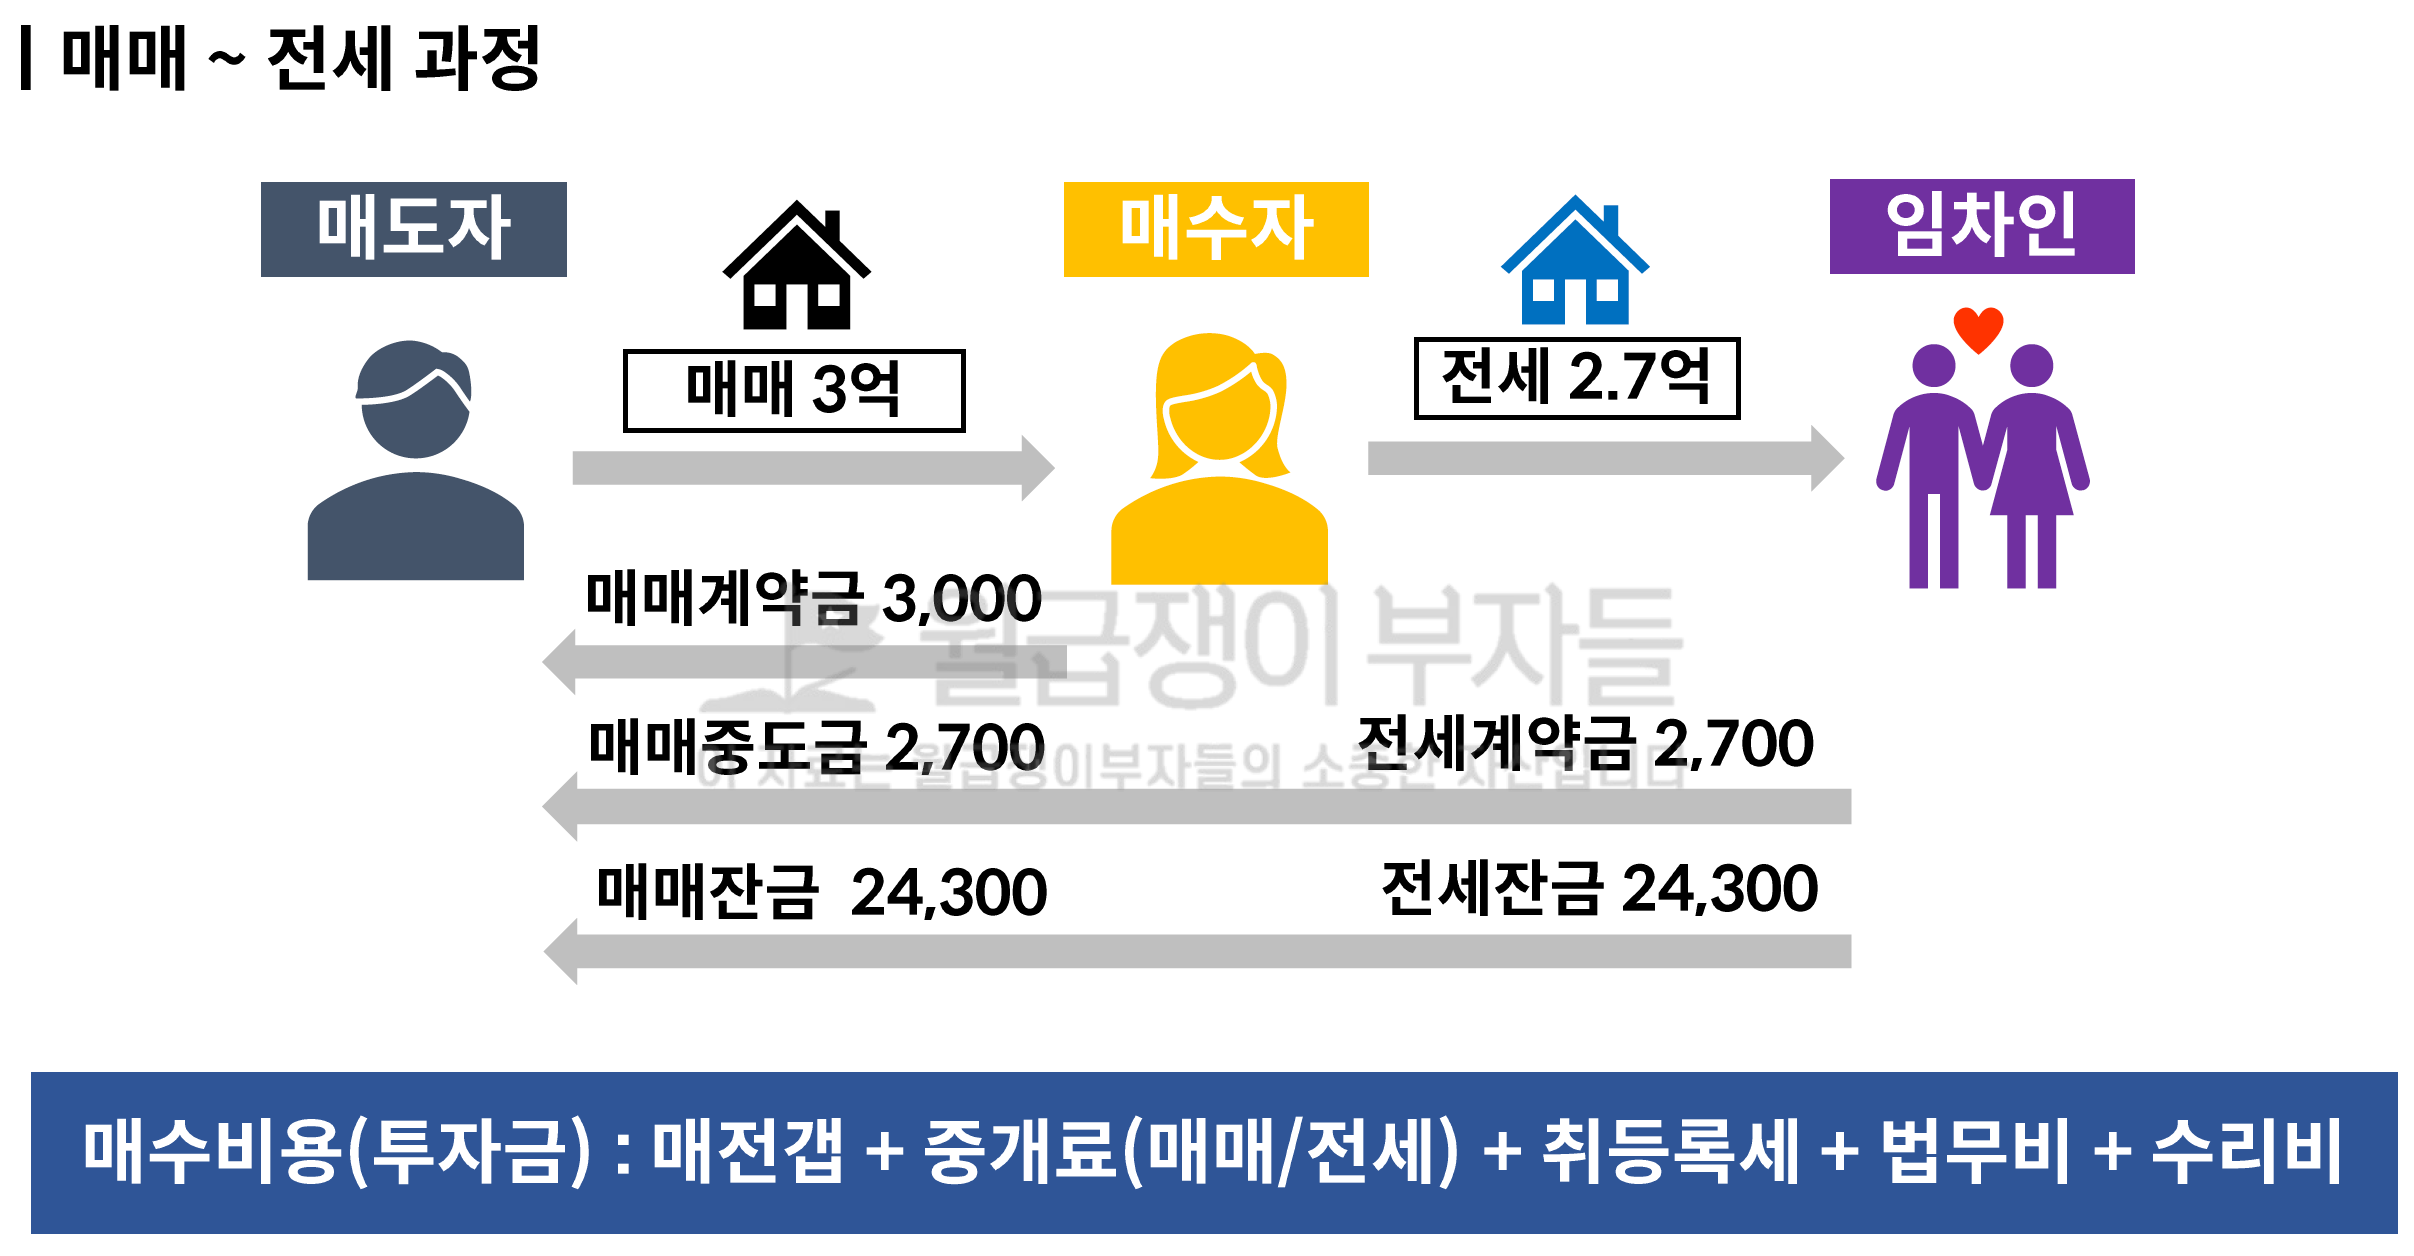 매매 ~ 전세 과정
매도자
매수자
임차인
매매 3억
전세 2.7억
매매계약금 3,000
월급쟁이 부자들
매매중도금 2,700
전세계약금 2,700
이 자료는 월급쟁이부자들의 소중한 자산입니다
매매잔금 24,300
전세잔금 24,300
매수비용(투자금) : 매전갭 + 중개료(매매/전세) + 취등록세 + 법무비 + 수리비